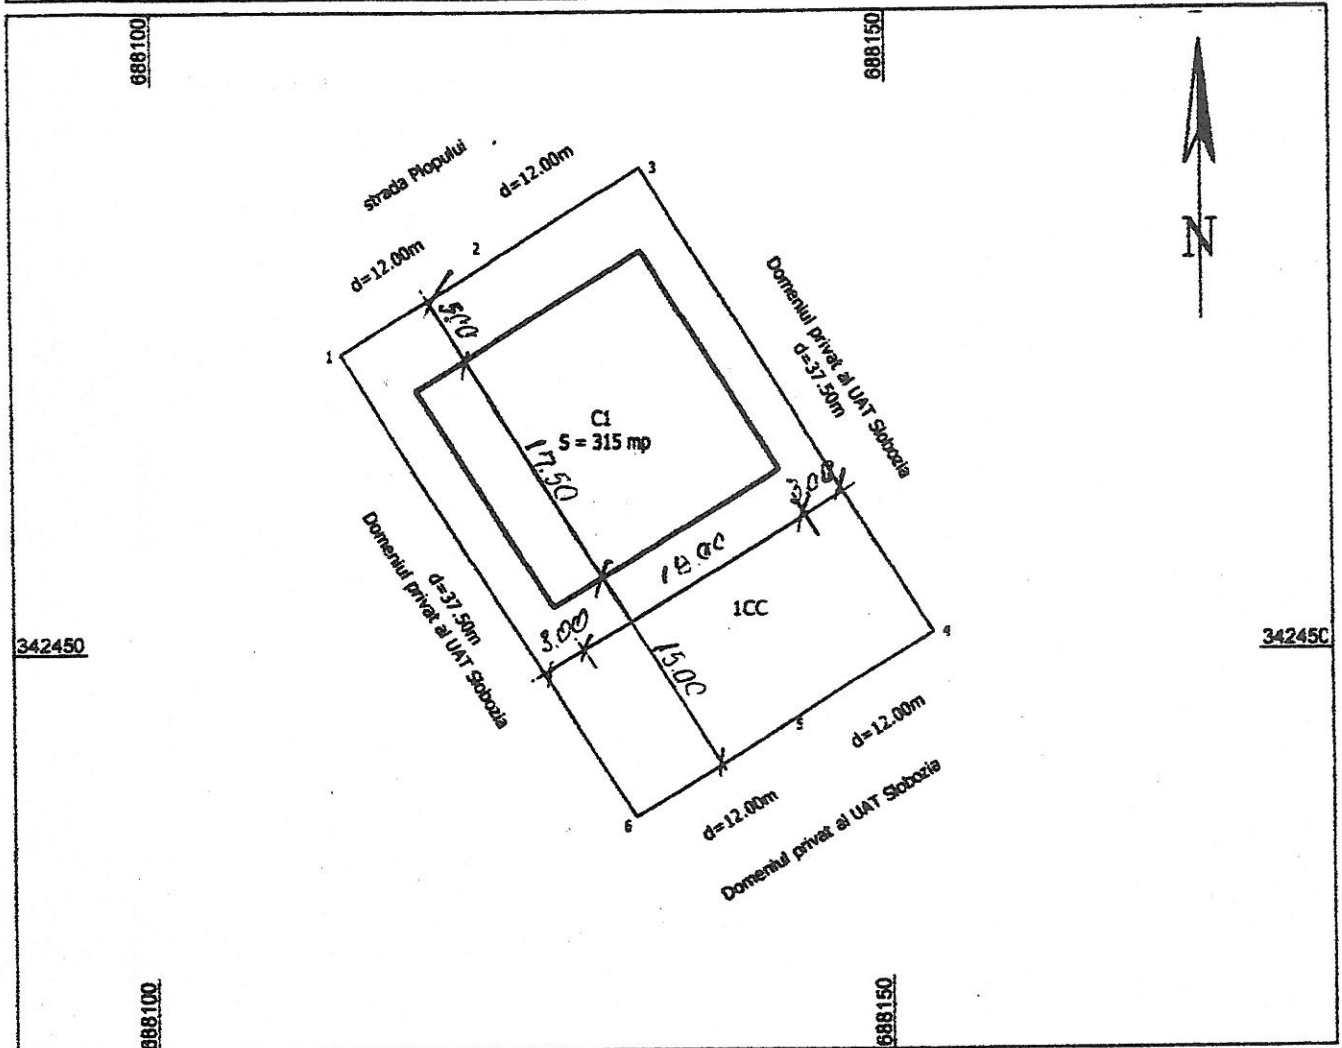 688100
688150
strada Plopului
d=12.00m
3
N
2
d=12.00m
5.00
1
Domeniul privat al UAT Slobozia
d=37.50m
C1
S = 315 mp
17.50
3.00
18.00
Domeniul privat al UAT Slobozia
d=37.50m
3.00
1CC
342450
342450
4
15.00
5
d=12.00m
d=12.00m
6
Domeniul privat al UAT Slobozia
688100
688150